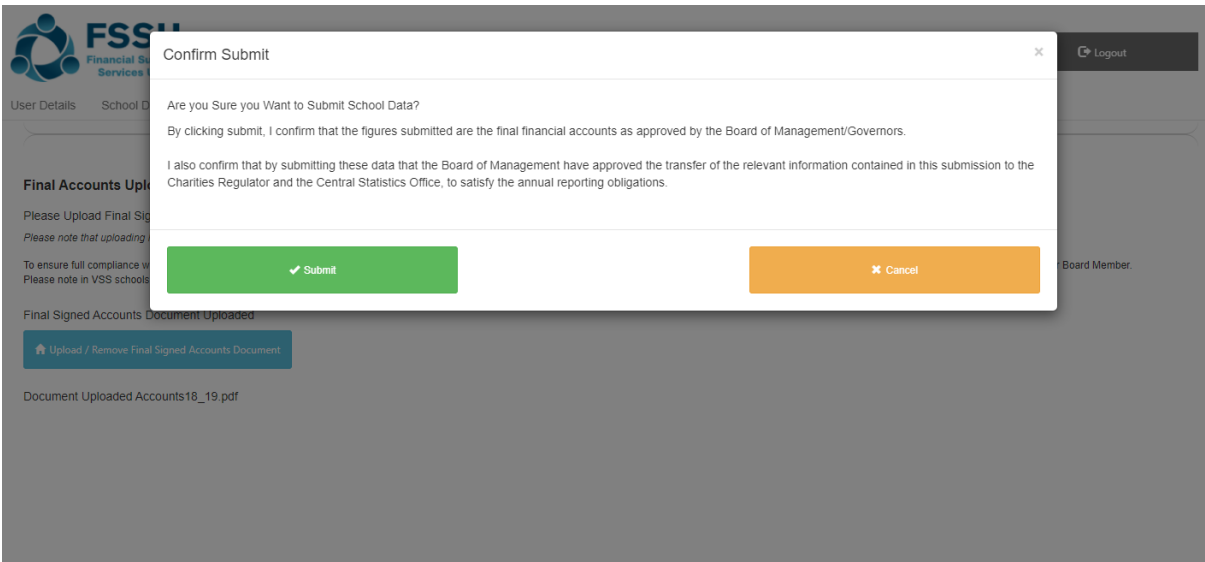 FSSU
Financial Su
Services
Confirm Submit
×
Logout
User Details School D
Are you Sure you Want to Submit School Data?
By clicking submit, I confirm that the figures submitted are the final financial accounts as approved by the Board of Management/Governors.
I also confirm that by submitting these data that the Board of Management have approved the transfer of the relevant information contained in this submission to the
Charities Regulator and the Central Statistics Office, to satisfy the annual reporting obligations.
Final Accounts Uplo
Please Upload Final Sig
Please note that uploading
To ensure full compliance w
Board Member.
Please note in VSS schools
Submit
Cancel
Final Signed Accounts Document Uploaded
Upload / Remove Final Signed Accounts Document
Document Uploaded Accounts18_19.pdf